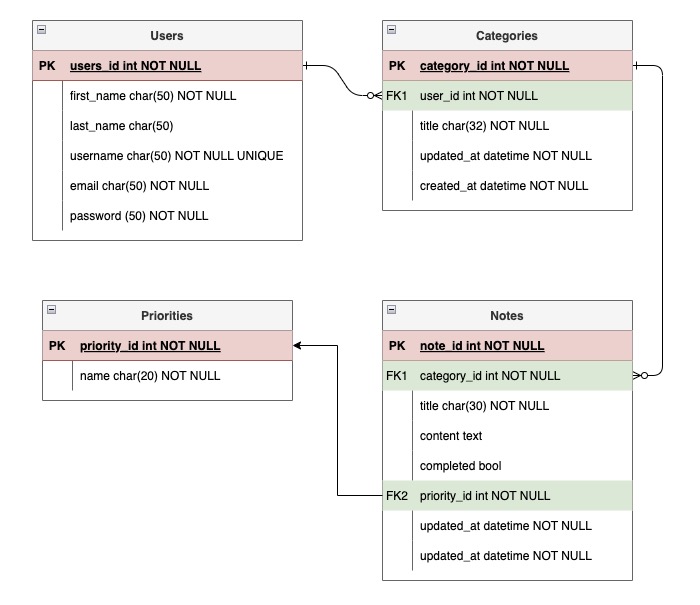 Users
PK users_id int NOT NULL
first_name char(50) NOT NULL
last_name char(50)
username char(50) NOT NULL UNIQUE
email char(50) NOT NULL
password (50) NOT NULL
Categories
PK category_id int NOT NULL
FK1 user_id int NOT NULL
title char(32) NOT NULL
updated_at datetime NOT NULL
created_at datetime NOT NULL
Priorities
PK priority_id int NOT NULL
name char(20) NOT NULL
Notes
PK note_id int NOT NULL
FK1 category_id int NOT NULL
title char(30) NOT NULL
content text
completed bool
FK2 priority_id int NOT NULL
updated_at datetime NOT NULL
updated_at datetime NOT NULL